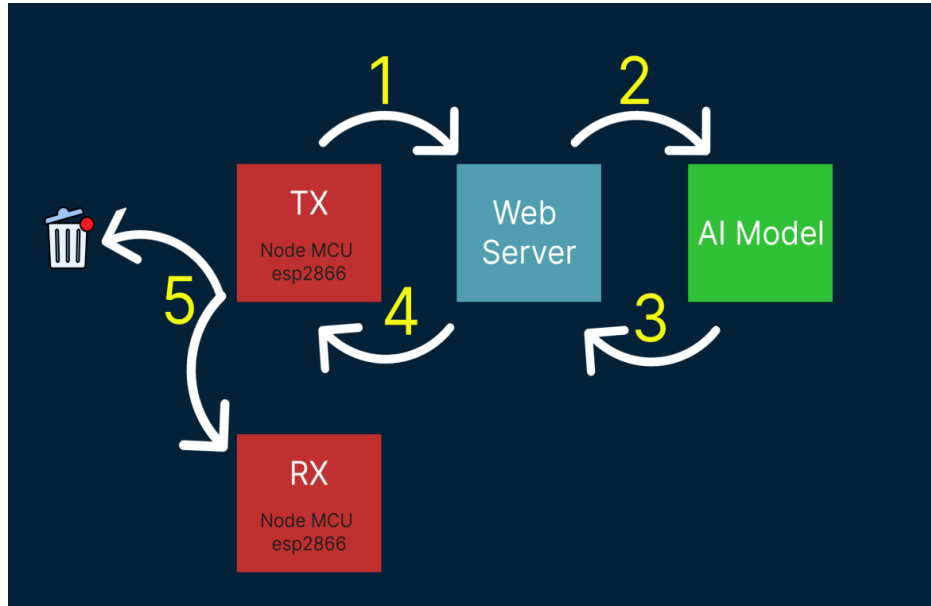 1
2
TX
Node MCU
esp2866
Web
Server
AI Model
5
4
3
RX
Node MCU
esp2866